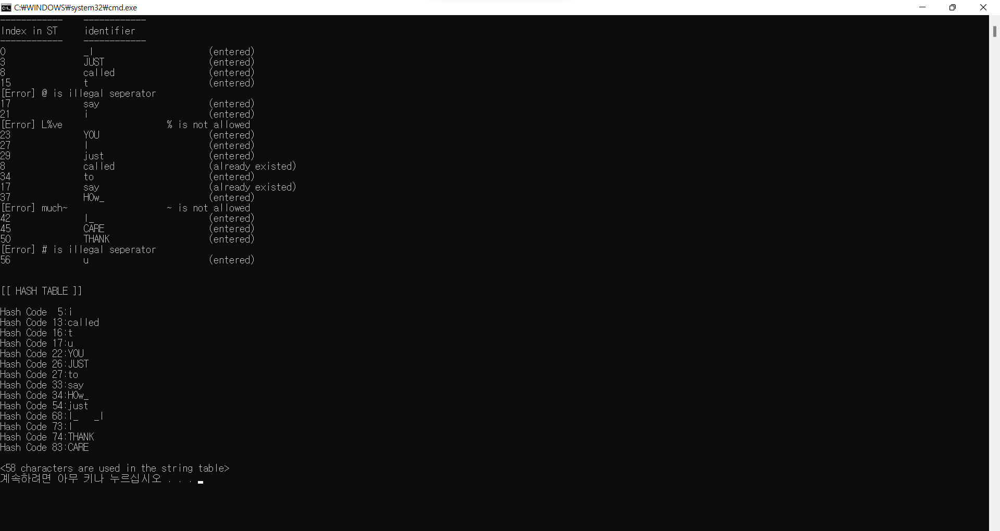 C:₩WINDOWS₩system32₩cmd.exe
------------    ------------
Index in ST     identifier
------------    ------------
0               _I                      (entered)
3               JUST                    (entered)
8               called                  (entered)
15              t                       (entered)
[Error] @ is illegal seperator
17              say                     (entered)
21              i                       (entered)
[Error] L%ve                    % is not allowed
23              YOU                     (entered)
27              I                       (entered)
29              just                    (entered)
8               called                  (already existed)
34              to                      (entered)
17              say                     (already existed)
37              HOw_                    (entered)
[Error] much~                   ~ is not allowed
42              I_                      (entered)
45              CARE                    (entered)
50              THANK                   (entered)
[Error] # is illegal seperator
56              u                       (entered)
[[ HASH TABLE ]]
Hash Code  5:i
Hash Code 13:called
Hash Code 16:t
Hash Code 17:u
Hash Code 22:YOU
Hash Code 26:JUST
Hash Code 27:to
Hash Code 33:say
Hash Code 34:HOw_
Hash Code 54:just
Hash Code 68:I_   _I
Hash Code 73:I
Hash Code 74:THANK
Hash Code 83:CARE
<58 characters are used in the string table>
계속하려면 아무 키나 누르십시오 . . .